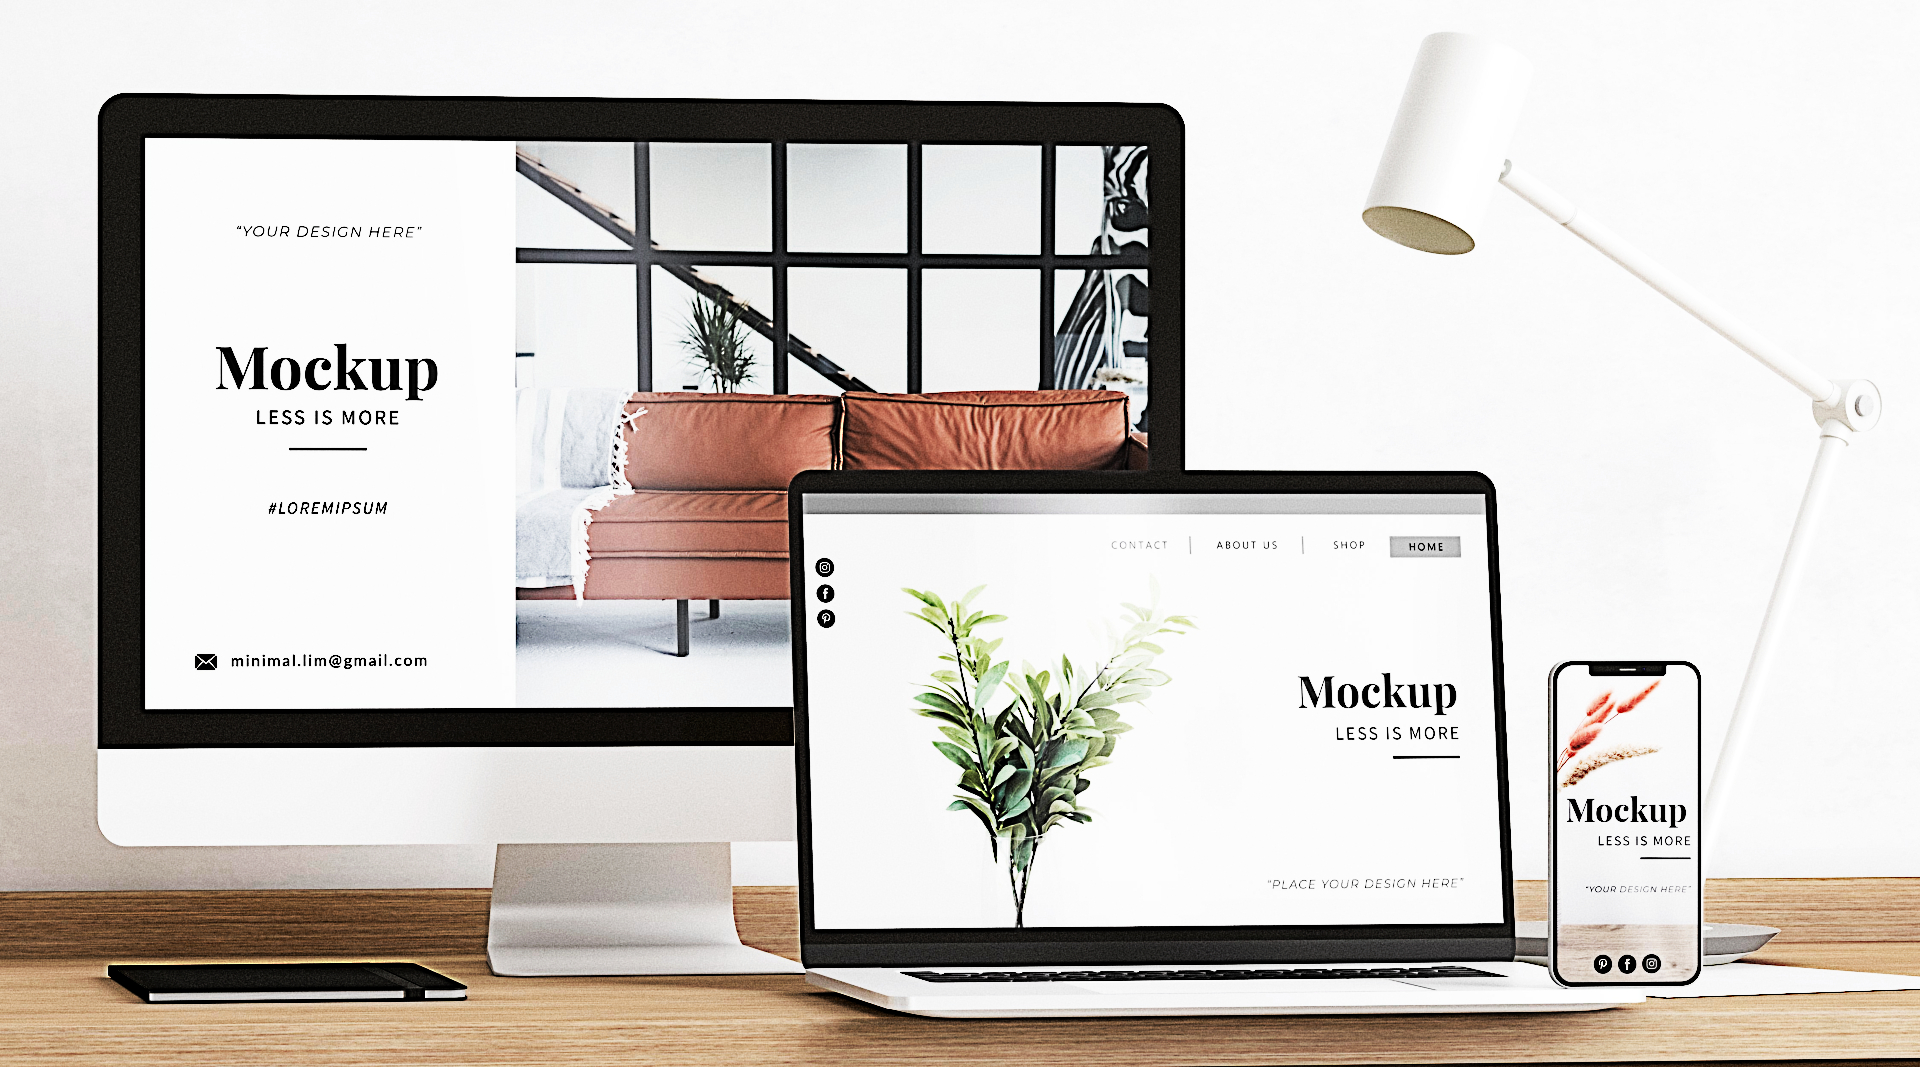 “YOUR DESIGN HERE”
Mockup
LESS IS MORE
#LOREMIPSUM
minimal.lim@gmail.com
CONTACT | ABOUT US | SHOP HOME
Mockup
LESS IS MORE
“PLACE YOUR DESIGN HERE”
Mockup
LESS IS MORE
“YOUR DESIGN HERE”